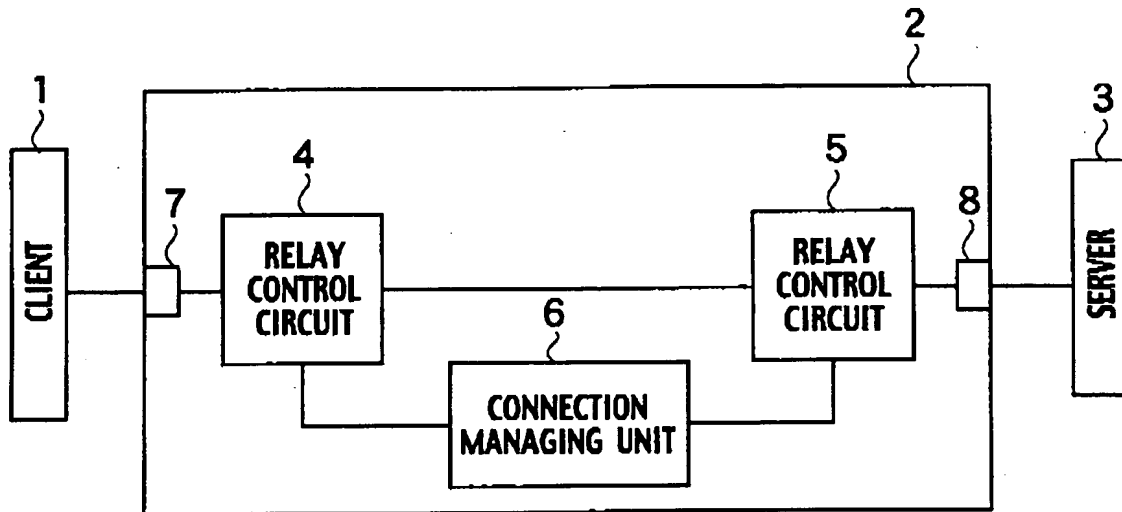 2
1
3
4
5
7
8
CLIENT
RELAY
CONTROL
CIRCUIT
RELAY
CONTROL
CIRCUIT
SERVER
6
CONNECTION
MANAGING UNIT